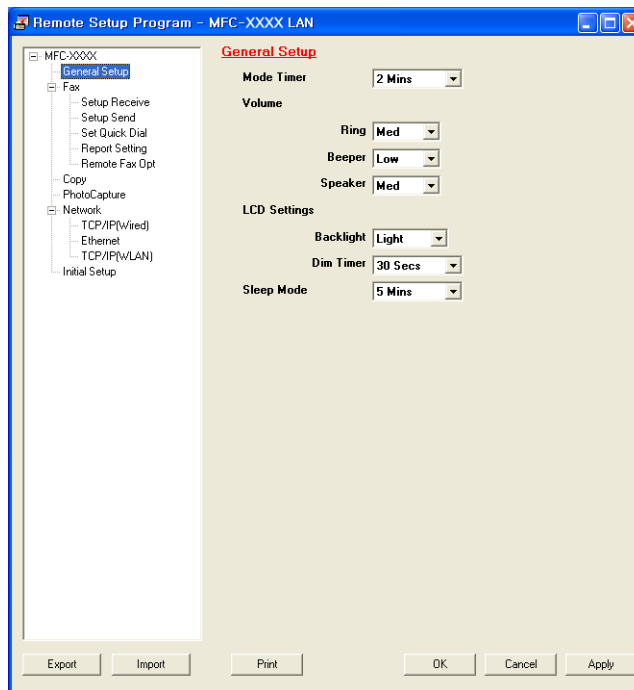 Remote Setup Program - MFC-XXXX LAN
MFC-XXXX
General Setup
Fax
Setup Receive
Setup Send
Set Quick Dial
Report Setting
Remote Fax Opt
Copy
PhotoCapture
Network
TCP/IP(Wired)
Ethernet
TCP/IP(WLAN)
Initial Setup
General Setup
Mode Timer 2 Mins
Volume
Ring Med
Beeper Low
Speaker Med
LCD Settings
Backlight Light
Dim Timer 30 Secs
Sleep Mode 5 Mins
Export Import Print OK Cancel Apply